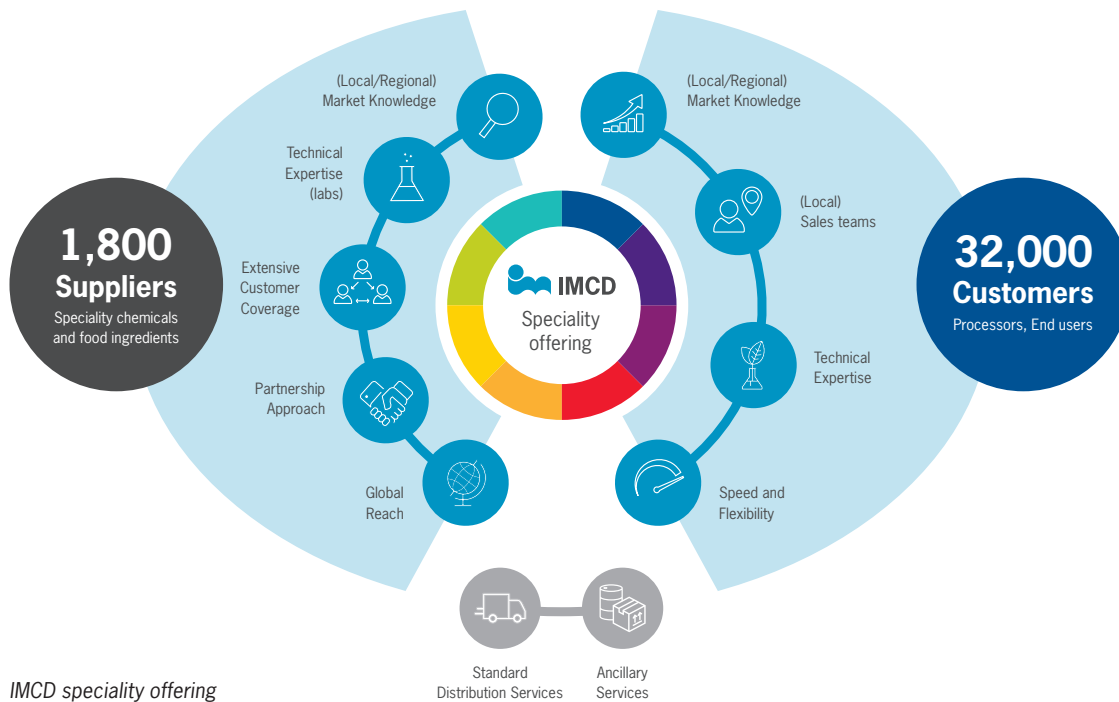 (Local/Regional)
Market Knowledge
Technical
Expertise
(labs)
Extensive
Customer
Coverage
Partnership
Approach
Global
Reach
1,800
Suppliers
Speciality chemicals
and food ingredients
IMCD
Speciality
offering
(Local/Regional)
Market Knowledge
(Local)
Sales teams
Technical
Expertise
Speed and
Flexibility
32,000
Customers
Processors, End users
Standard
Distribution Services
Ancillary
Services
IMCD speciality offering